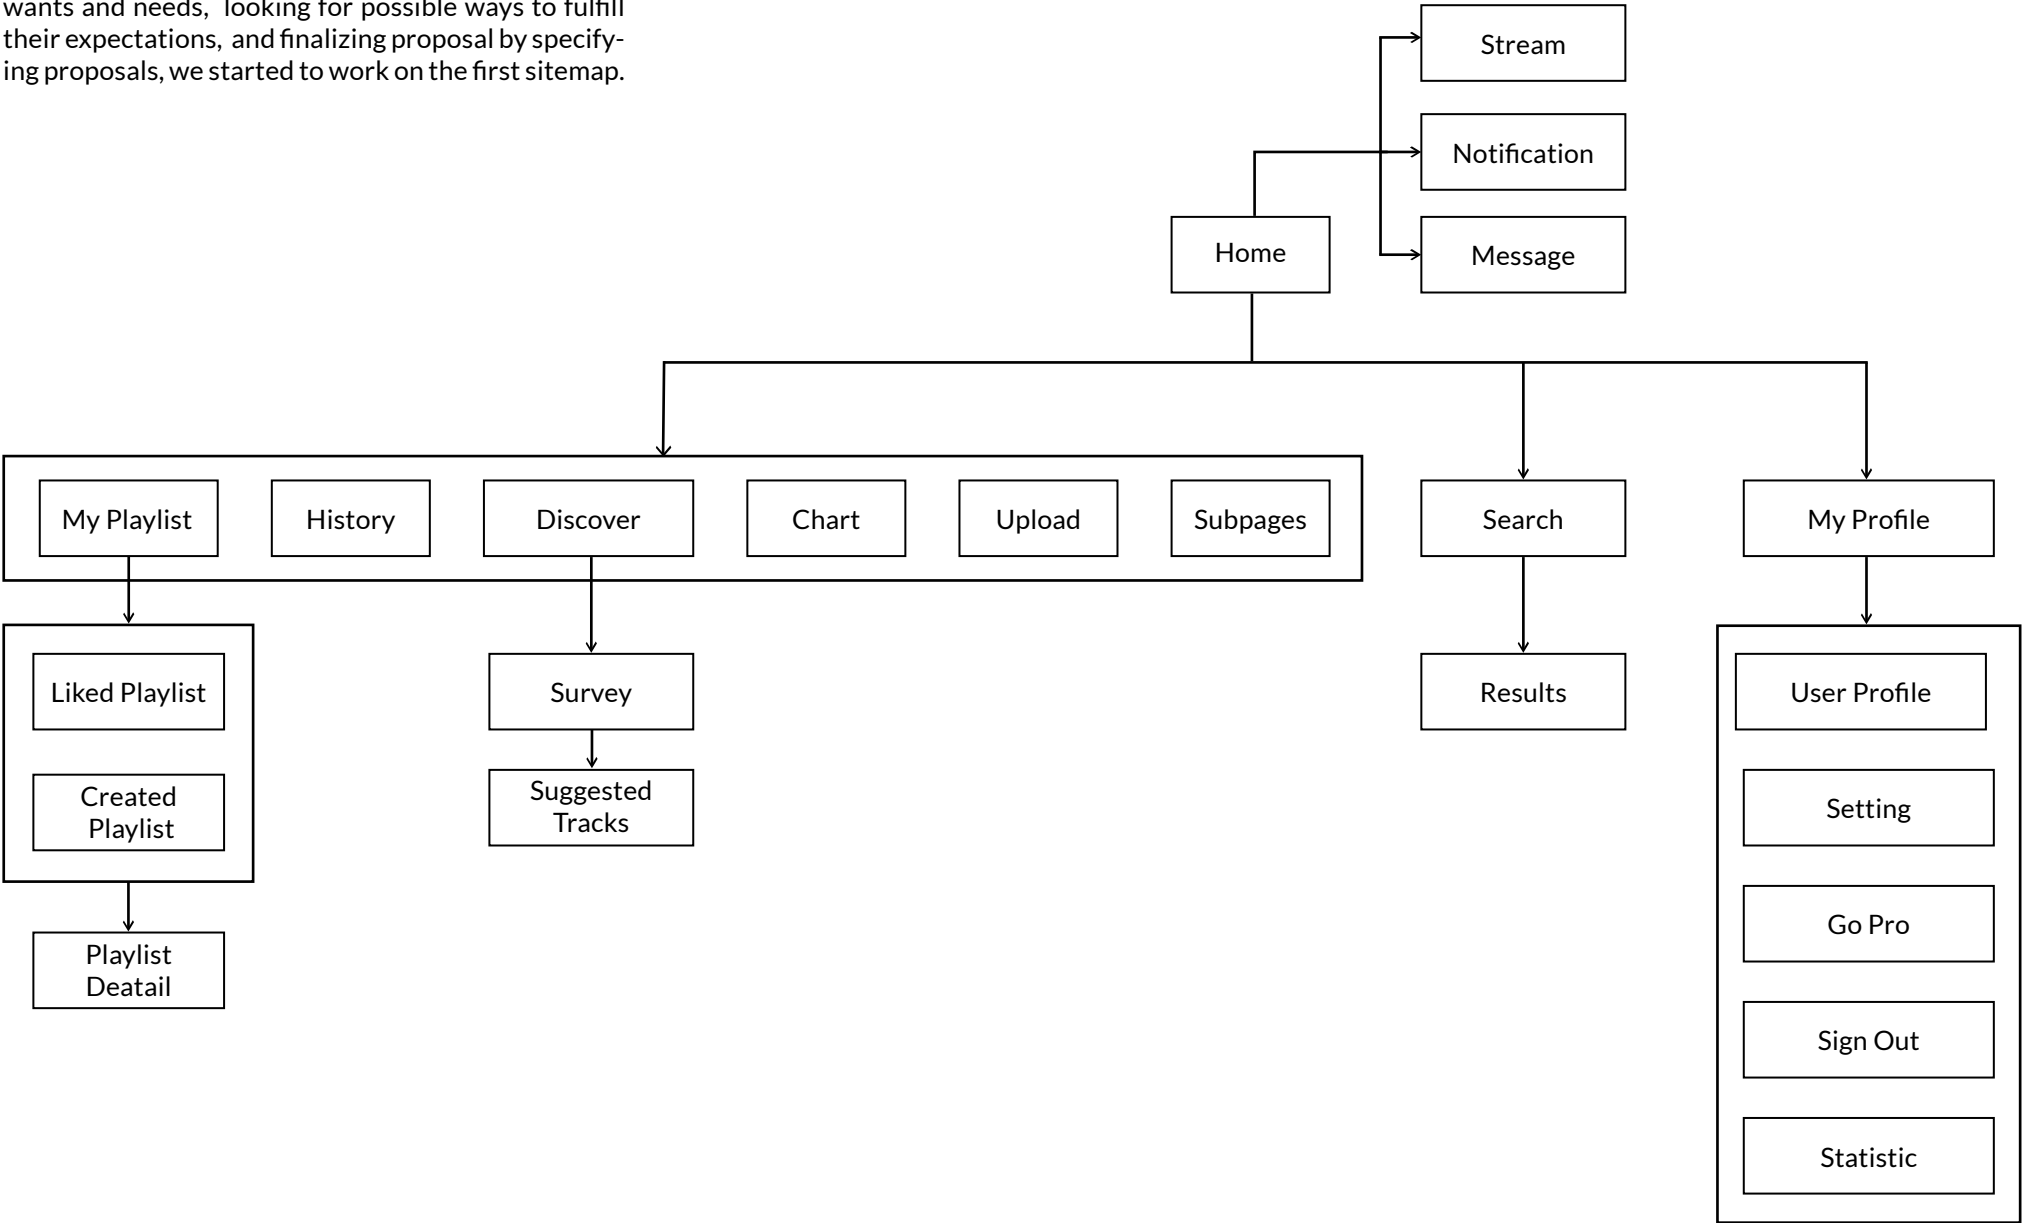 wants and needs, looking for possible ways to fulfill
their expectations, and finalizing proposal by specify-
ing proposals, we started to work on the first sitemap.
Stream
Notification
Home
Message
My Playlist
History
Discover
Chart
Upload
Subpages
Search
My Profile
Liked Playlist
Survey
Results
User Profile
Created
Playlist
Suggested
Tracks
Setting
Go Pro
Playlist
Deatail
Sign Out
Statistic